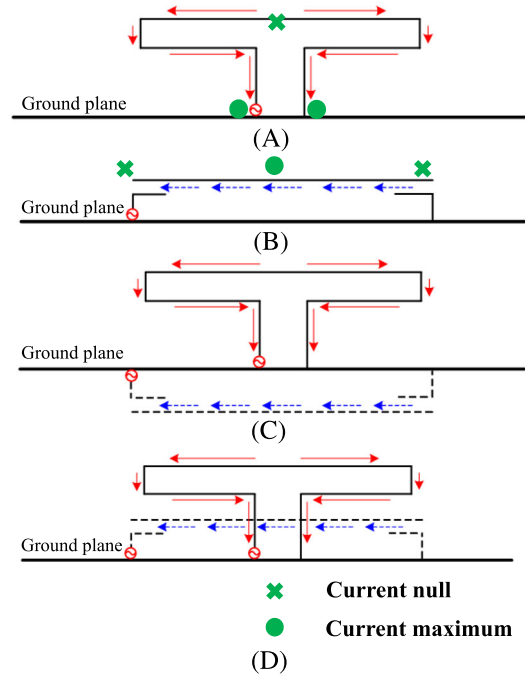 Ground plane
(A)
Ground plane
(B)
Ground plane
(C)
Ground plane
Current null
Current maximum
(D)